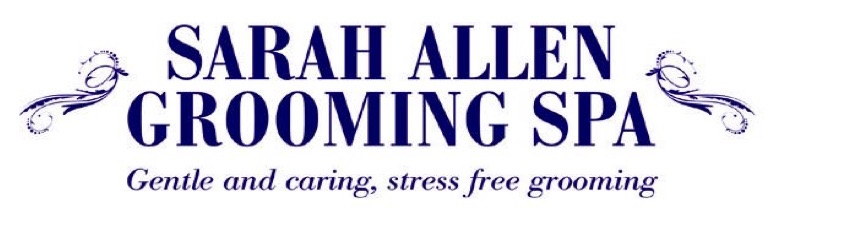 SARAH ALLEN
GROOMING SPA
Gentle and caring, stress free grooming